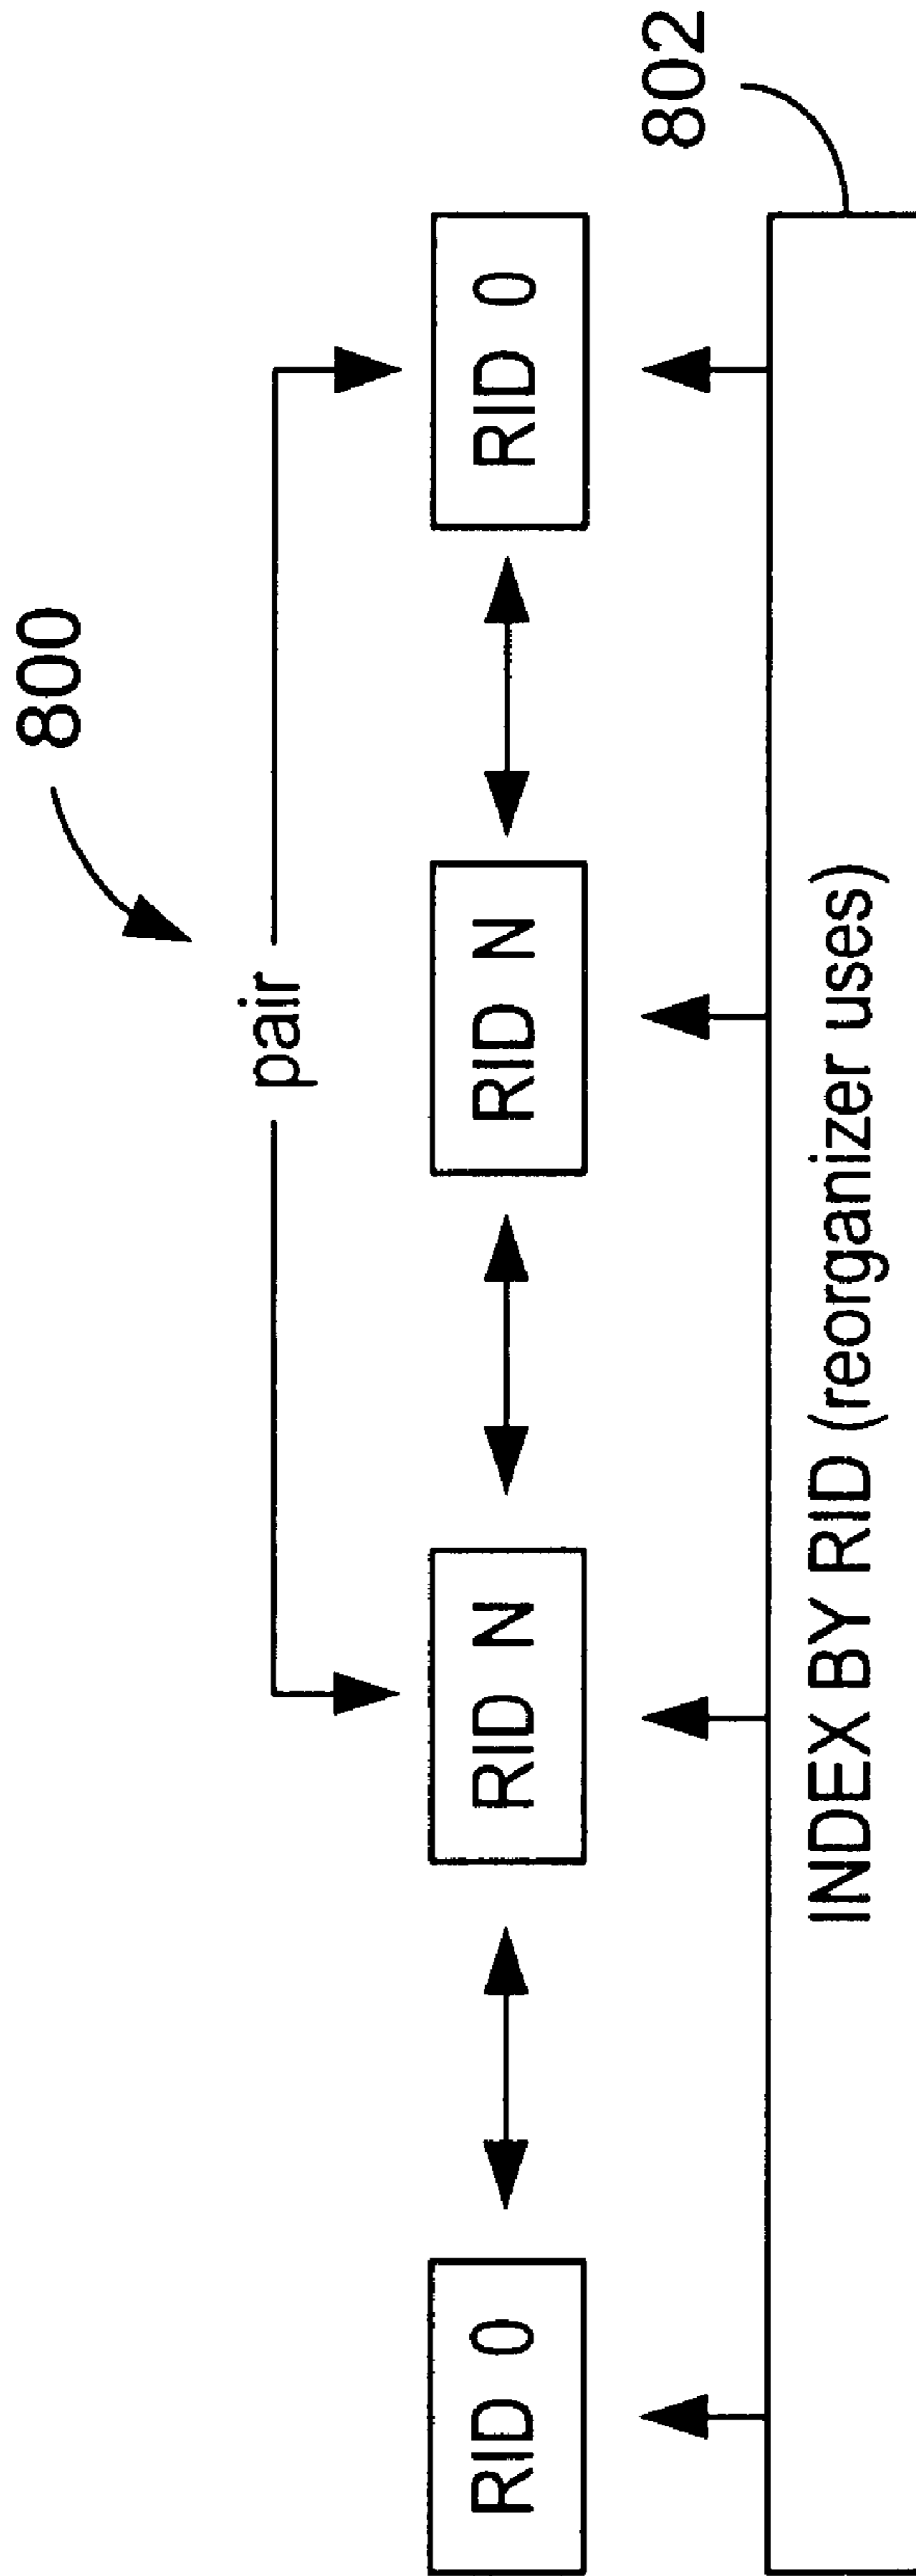 800
pair
RID 0
RID N
RID N
RID 0
802
INDEX BY RID (reorganizer uses)